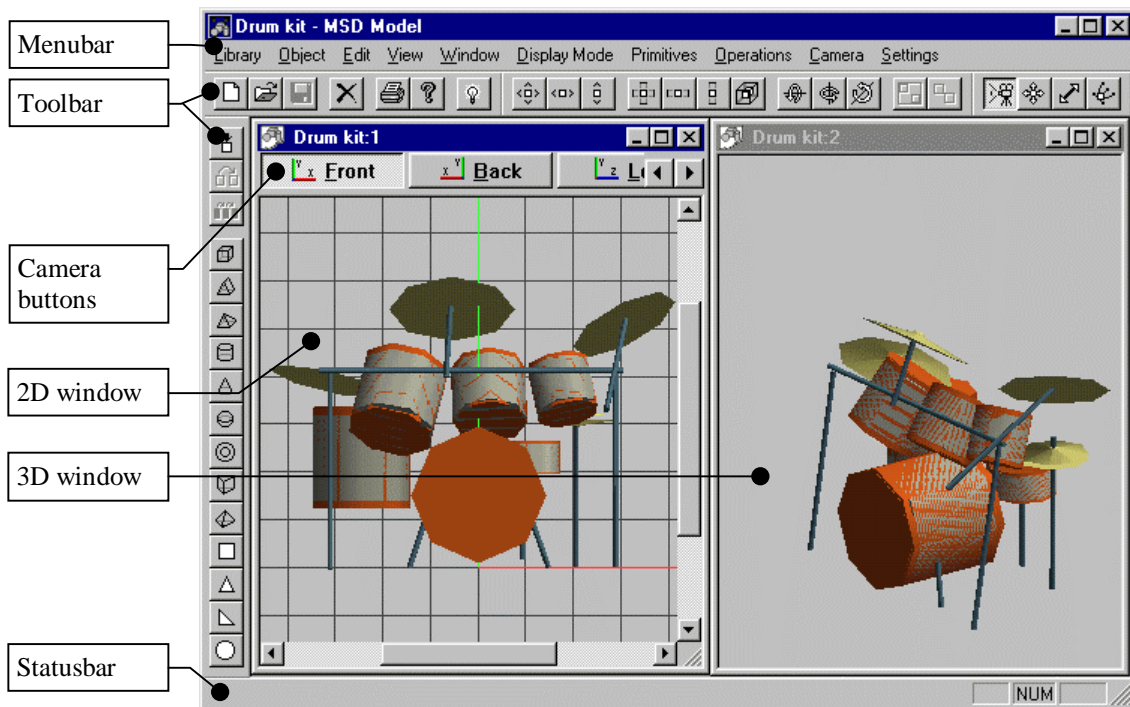 Drum kit - MSD Model
Menubar
Library Object Edit View Window Display Mode Primitives Operations Camera Settings
Toolbar
Drum kit:1
Drum kit:2
Y X Front
X Y Back
Y Z
Camera
buttons
2D window
3D window
Statusbar
NUM